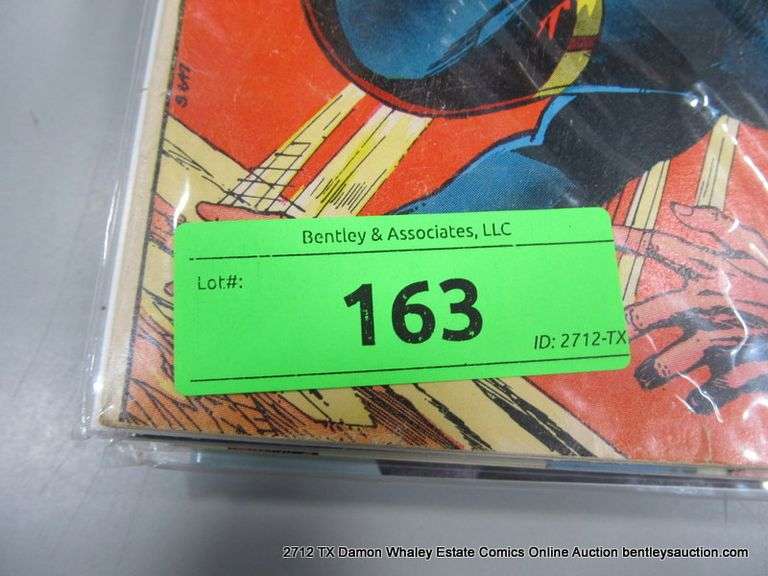 Bentley & Associates, LLC
Lot#:
163
ID: 2712-TX
2712 TX Damon Whaley Estate Comics Online Auction bentleysauction.com